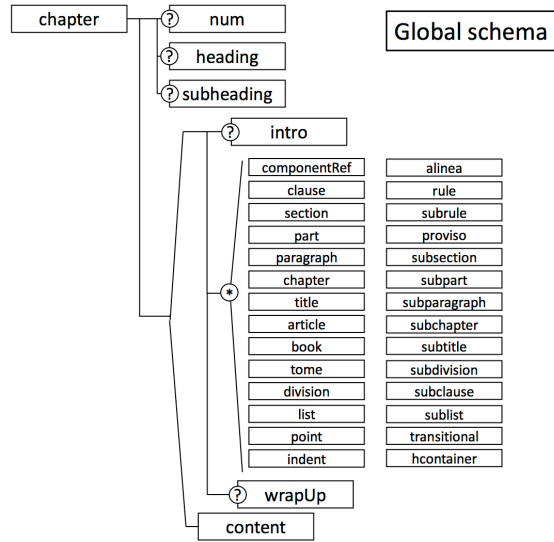 chapter
? num
Global schema
? heading
? subheading
? intro
componentRef alinea
clause rule
section subrule
part proviso
paragraph subsection
chapter subpart
* title subparagraph
article subchapter
book subtitle
tome subdivision
division subclause
list sublist
point transitional
indent hcontainer
? wrapUp
content